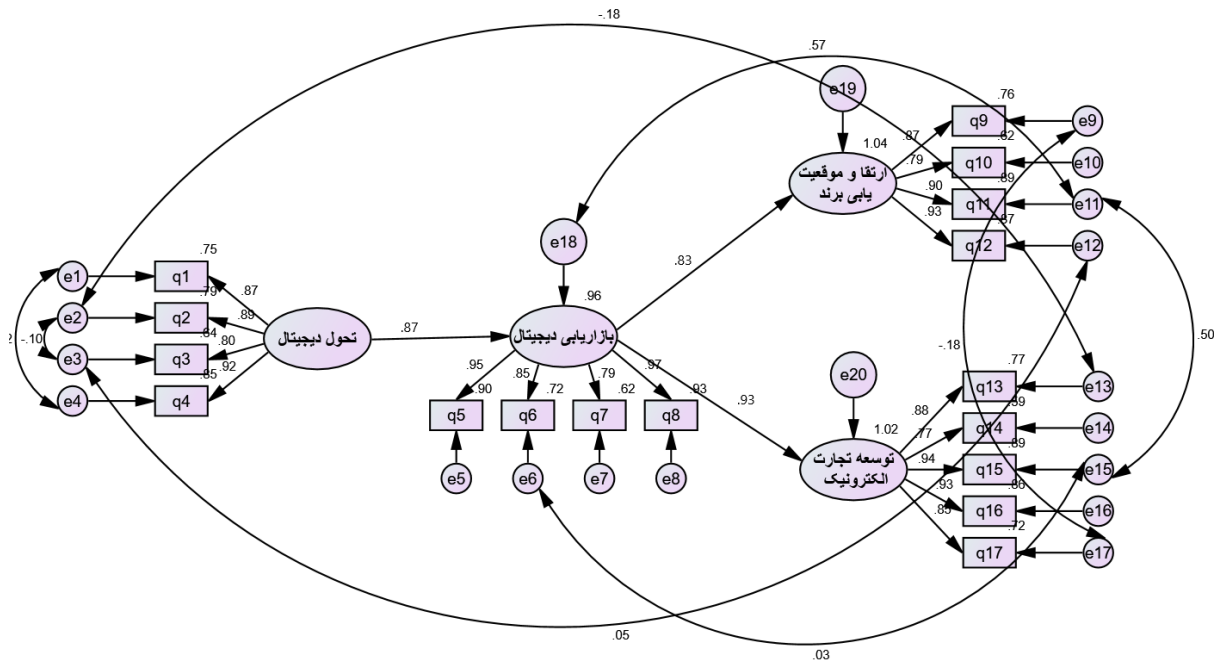 -.18
.57
e19
.76
q9
e9
.62
1.04
.87
.79
q10
e10
ارتقا و موقعیت
یابی برند
.89
.90
q11
e11
.87
.93
q12
e12
e18
.83
.75
e1
q1
.87
.79
e2
q2
.89
.96
بازاریابی دیجیتال
تحول دیجیتال
.87
-.10
.64
e3
q3
.80
.85
.92
e4
q4
.50
-.18
.95
.90
.85
.72
.79
.62
.97
.93
q5
q6
q7
q8
e5
e6
e7
e8
.93
e20
.77
q13
e13
.88
1.02
.77
q14
e14
توسعه تجارت
الکترونیک
.89
.94
q15
e15
.86
.93
q16
e16
.72
q17
e17
.05
.03